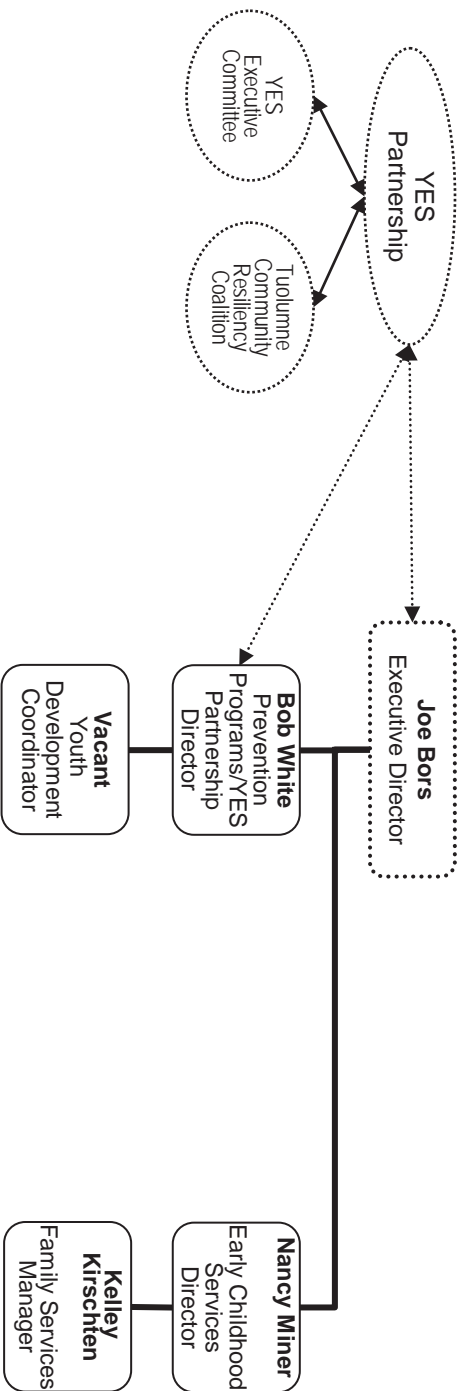 YES
Partnership
YES
Executive
Committee
Tuolumne
Community
Resiliency
Coalition
Joe Bors
Executive Director
Bob White
Prevention
Programs/YES
Partnership
Director
Vacant
Youth
Development
Coordinator
Nancy Miner
Early Childhood
Services
Director
Kelley
Kirschten
Family Services
Manager